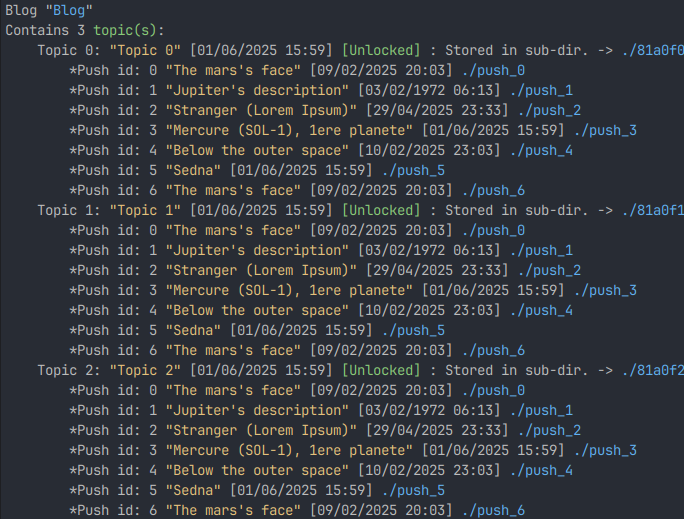 Blog "Blog"
Contains 3 topic(s):
Topic 0: "Topic 0" [01/06/2025 15:59] [Unlocked] : Stored in sub-dir. -> ./81a0f0
*Push id: 0 "The mars's face" [09/02/2025 20:03] ./push_0
*Push id: 1 "Jupiter's description" [03/02/1972 06:13] ./push_1
*Push id: 2 "Stranger (Lorem Ipsum)" [29/04/2025 23:33] ./push_2
*Push id: 3 "Mercure (SOL-1), 1ere planete" [01/06/2025 15:59] ./push_3
*Push id: 4 "Below the outer space" [10/02/2025 23:03] ./push_4
*Push id: 5 "Sedna" [01/06/2025 15:59] ./push_5
*Push id: 6 "The mars's face" [09/02/2025 20:03] ./push_6
Topic 1: "Topic 1" [01/06/2025 15:59] [Unlocked] : Stored in sub-dir. -> ./81a0f1
*Push id: 0 "The mars's face" [09/02/2025 20:03] ./push_0
*Push id: 1 "Jupiter's description" [03/02/1972 06:13] ./push_1
*Push id: 2 "Stranger (Lorem Ipsum)" [29/04/2025 23:33] ./push_2
*Push id: 3 "Mercure (SOL-1), 1ere planete" [01/06/2025 15:59] ./push_3
*Push id: 4 "Below the outer space" [10/02/2025 23:03] ./push_4
*Push id: 5 "Sedna" [01/06/2025 15:59] ./push_5
*Push id: 6 "The mars's face" [09/02/2025 20:03] ./push_6
Topic 2: "Topic 2" [01/06/2025 15:59] [Unlocked] : Stored in sub-dir. -> ./81a0f2
*Push id: 0 "The mars's face" [09/02/2025 20:03] ./push_0
*Push id: 1 "Jupiter's description" [03/02/1972 06:13] ./push_1
*Push id: 2 "Stranger (Lorem Ipsum)" [29/04/2025 23:33] ./push_2
*Push id: 3 "Mercure (SOL-1), 1ere planete" [01/06/2025 15:59] ./push_3
*Push id: 4 "Below the outer space" [10/02/2025 23:03] ./push_4
*Push id: 5 "Sedna" [01/06/2025 15:59] ./push_5
*Push id: 6 "The mars's face" [09/02/2025 20:03] ./push_6